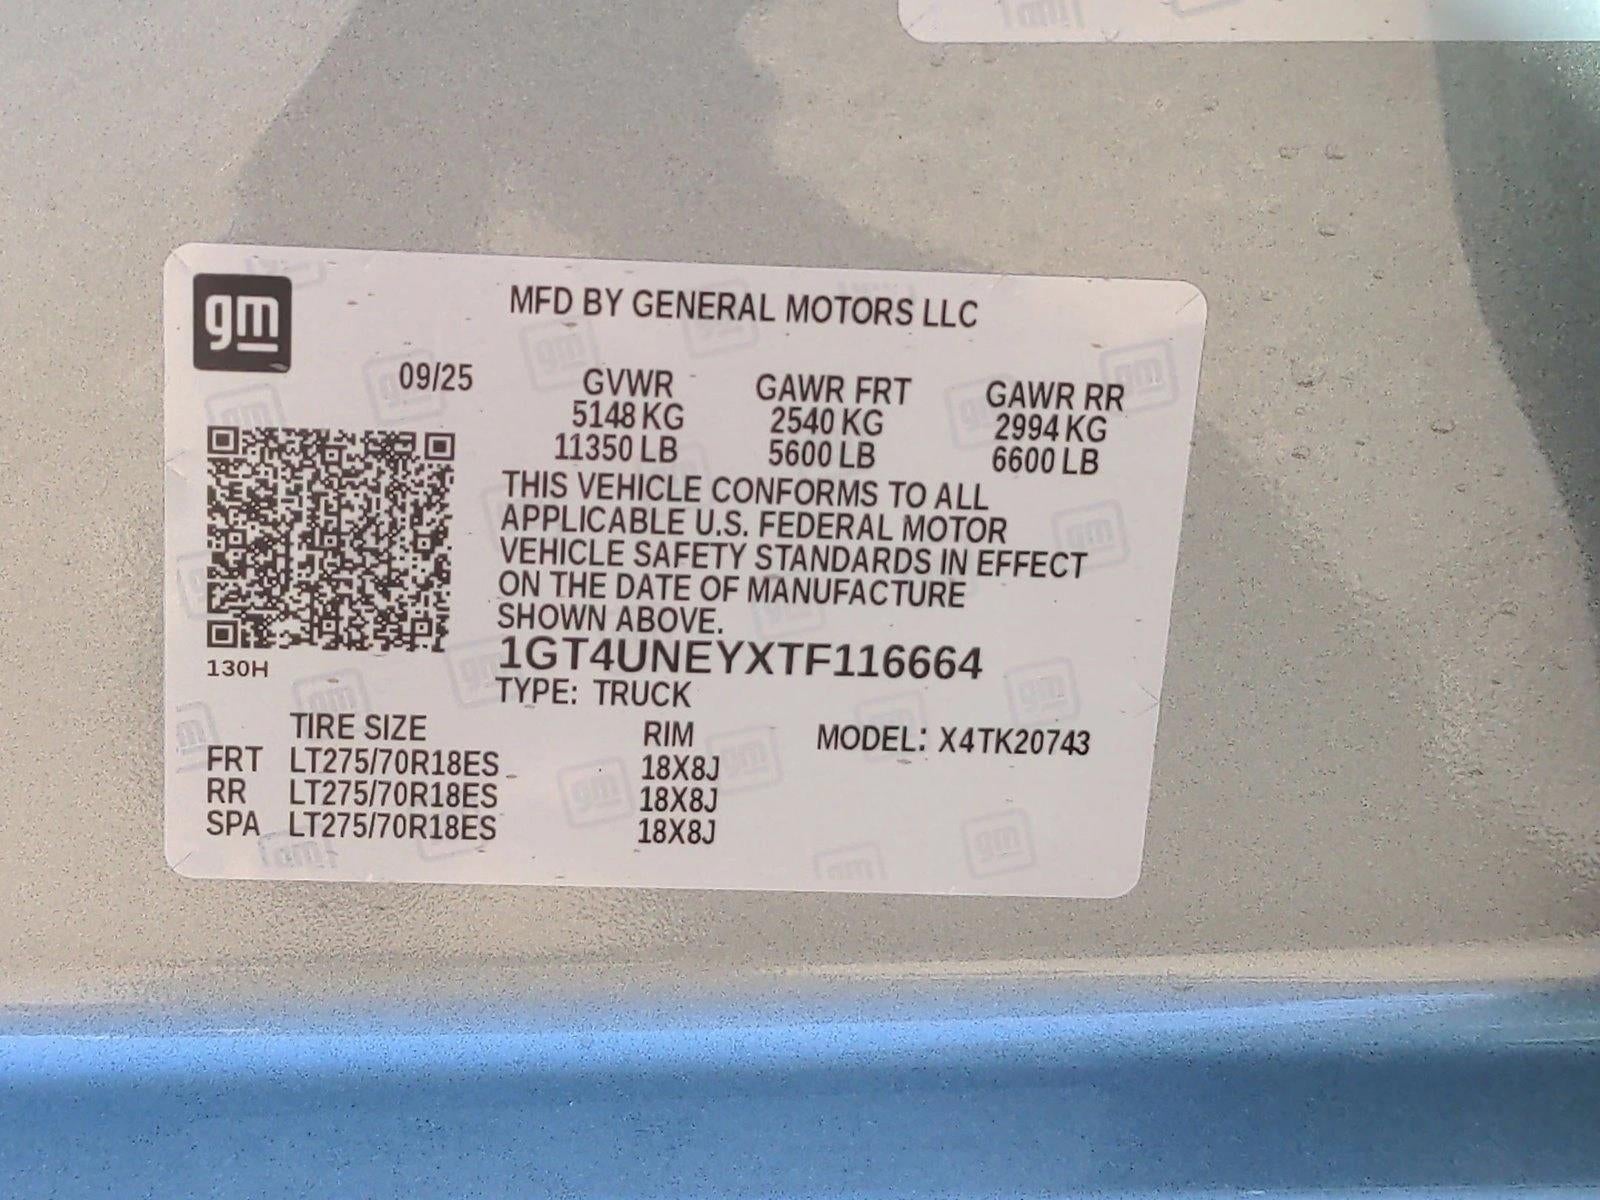 gm
MFD BY GENERAL MOTORS LLC
09/25
GVWR GAWR FRT GAWR RR
5148 KG 2540 KG 2994 KG
11350 LB 5600 LB 6600 LB
THIS VEHICLE CONFORMS TO ALL
APPLICABLE U.S. FEDERAL MOTOR
VEHICLE SAFETY STANDARDS IN EFFECT
ON THE DATE OF MANUFACTURE
SHOWN ABOVE.
1GT4UNEYXTF116664
130H
TYPE: TRUCK
TIRE SIZE RIM MODEL: X4TK20743
FRT LT275/70R18ES 18X8J
RR LT275/70R18ES 18X8J
SPA LT275/70R18ES 18X8J